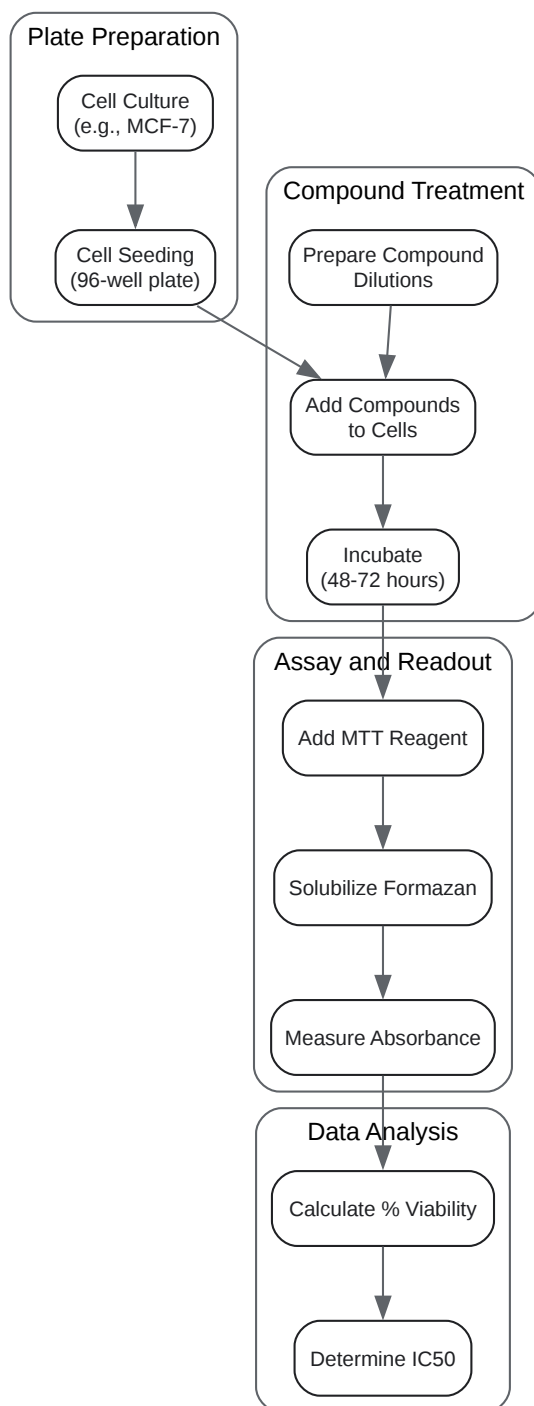 Plate Preparation
Cell Culture
(e.g., MCF-7)
Cell Seeding
(96-well plate)
Compound Treatment
Prepare Compound
Dilutions
Add Compounds
to Cells
Incubate
(48-72 hours)
Assay and Readout
Add MTT Reagent
Solubilize Formazan
Measure Absorbance
Data Analysis
Calculate % Viability
Determine IC50